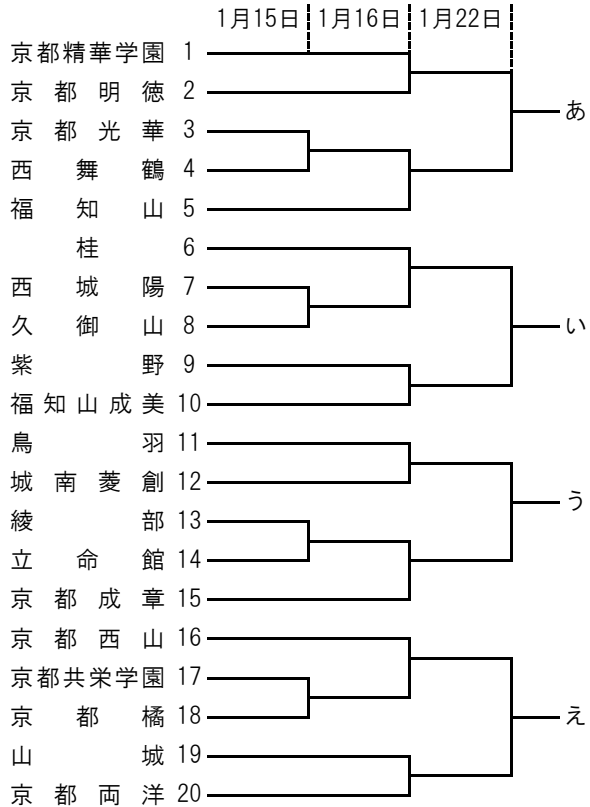 1月15日 1月16日 1月22日
京都精華学園 1
京都明徳 2
京都光華 3
西舞鶴 4
福知山 5
桂 6
西城陽 7
久御山 8
紫野 9
福知山成美 10
鳥羽 11
城南菱創 12
綾部 13
立命館 14
京都成章 15
京都西山 16
京都共栄学園 17
京都橘 18
山城 19
京都両洋 20
あ
い
う
え